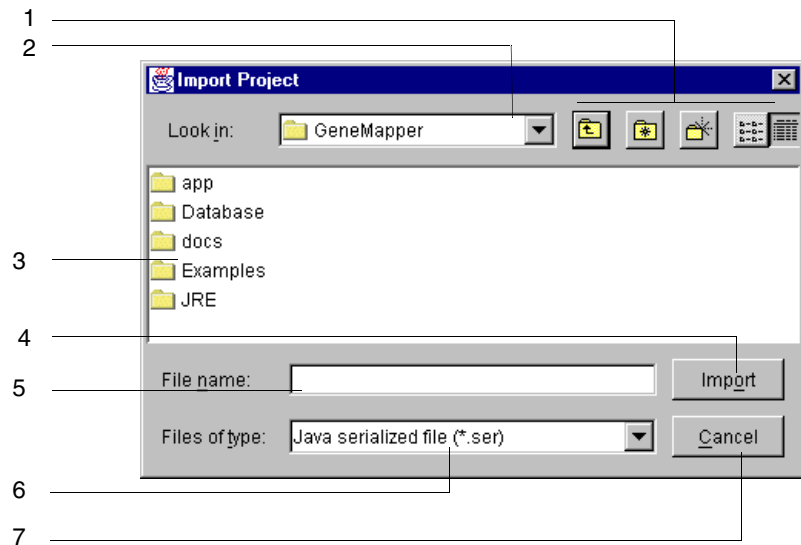 1
2
Import Project
Look in:
GeneMapper
app
Database
docs
3
Examples
JRE
4
File name:
Import
5
Files of type:
Java serialized file (*.ser)
Cancel
6
7